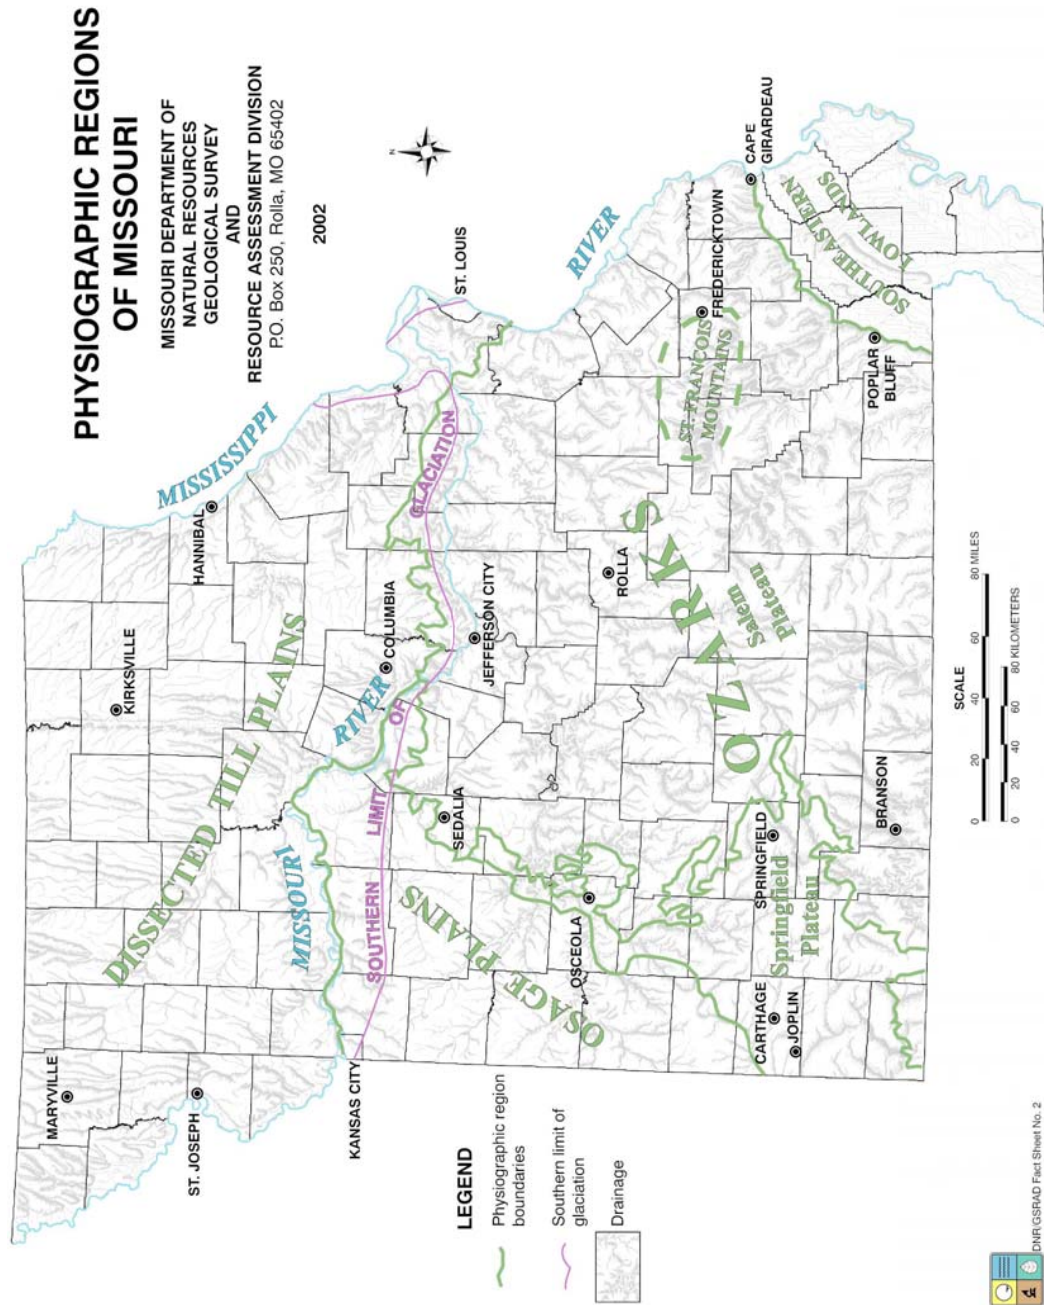 PHYSIOGRAPHIC REGIONS
OF MISSOURI
MISSOURI DEPARTMENT OF
NATURAL RESOURCES
GEOLOGICAL SURVEY
AND
RESOURCE ASSESSMENT DIVISION
P.O. Box 250, Rolla, MO 65402
2002
N
MARYVILLE
KIRKSVILLE
ST. JOSEPH
HANNIBAL
MISSISSIPPI
RIVER
DISSECTED TILL PLAINS
MISSOURI
RIVER
KANSAS CITY
COLUMBIA
ST. LOUIS
SOUTHERN LIMIT OF GLACIATION
SEDALIA
JEFFERSON CITY
OSAGE PLAINS
OSCEOLA
ROLLA
OZARKS
Salem
Plateau
ST. FRANCOIS
MOUNTAINS
FREDERICKTOWN
CAPE
GIRARDEAU
CARTHAGE
JOPLIN
SPRINGFIELD
Springfield
Plateau
BRANSON
POPLAR
BLUFF
SOUTHEASTERN
LOWLANDS
LEGEND
Physiographic region
boundaries
Southern limit of
glaciation
Drainage
SCALE
0 20 40 60 80 MILES
0 20 40 60 80 KILOMETERS
DNR/GSRAD Fact Sheet No. 2